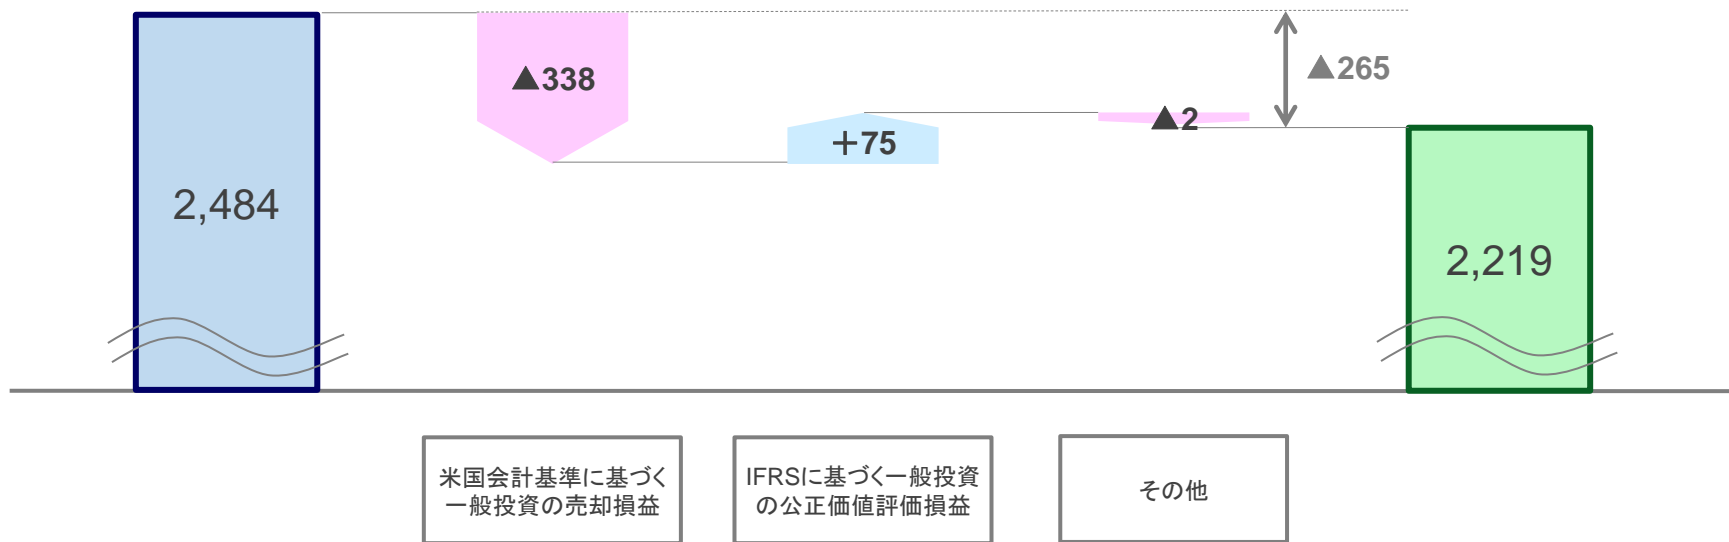 ▲338
▲265
▲2
＋75
2,484
2,219
米国会計基準に基づく
一般投資の売却損益
IFRSに基づく一般投資
の公正価値評価損益
その他